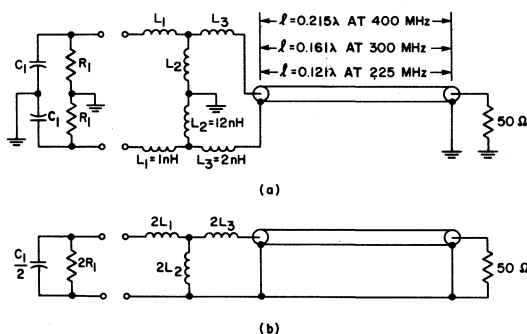 L₁ L₃
ℓ=0.215λ AT 400 MHz
ℓ=0.161λ AT 300 MHz
ℓ=0.121λ AT 225 MHz
C₁ R₁ L₂
C₁ R₁ L₂=12nH
L₁=1nH L₃=2nH
50 Ω
(a)
2L₁ 2L₃
C₁/2 2R₁ 2L₂ 50 Ω
(b)